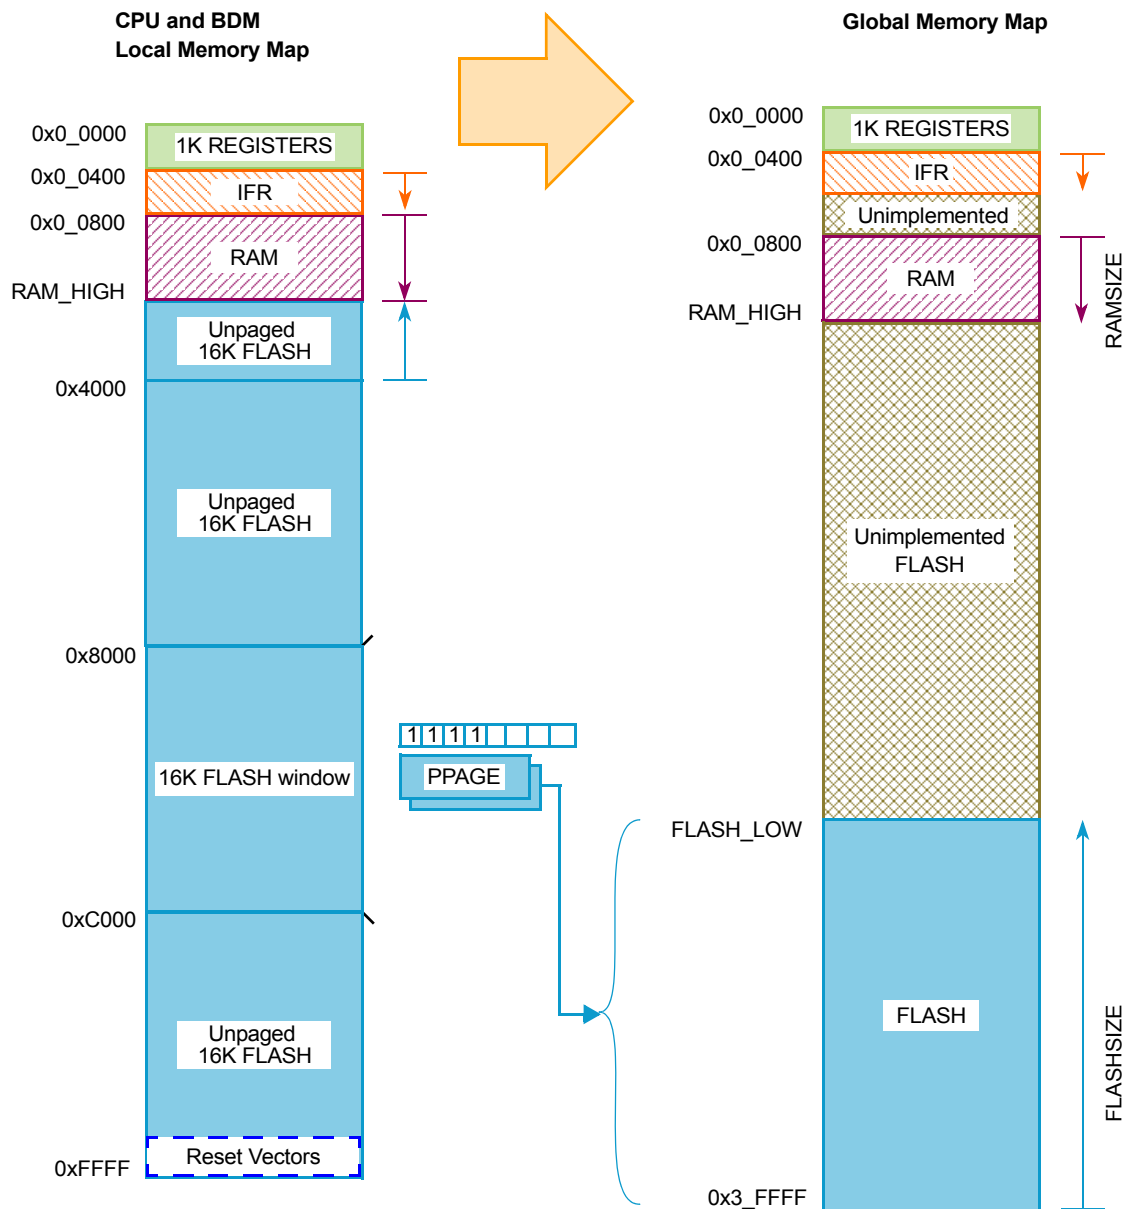 CPU and BDM
Local Memory Map
0x0_0000
1K REGISTERS
0x0_0400
IFR
0x0_0800
RAM
RAM_HIGH
Unpaged
16K FLASH
0x4000
Unpaged
16K FLASH
0x8000
16K FLASH window
0xC000
Unpaged
16K FLASH
Reset Vectors
0xFFFF
1 1 1 1
PPAGE
Global Memory Map
0x0_0000
1K REGISTERS
0x0_0400
IFR
Unimplemented
0x0_0800
RAM
RAM_HIGH
RAMSIZE
Unimplemented
FLASH
FLASH_LOW
FLASH
FLASHSIZE
0x3_FFFF